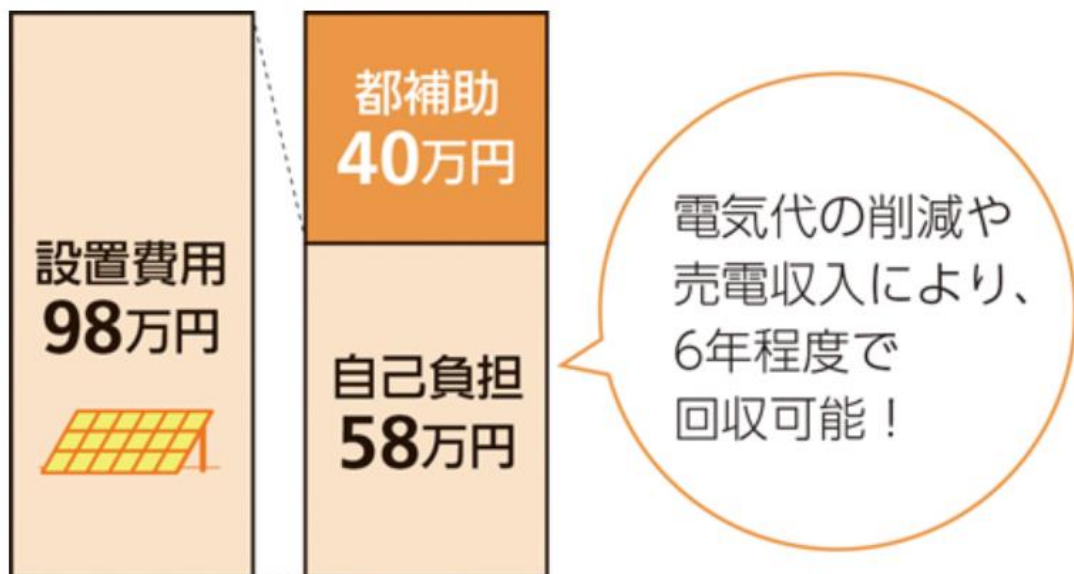 設置費用
98万円
都補助
40万円
自己負担
58万円
電気代の削減や
売電収入により、
6年程度で
回収可能！